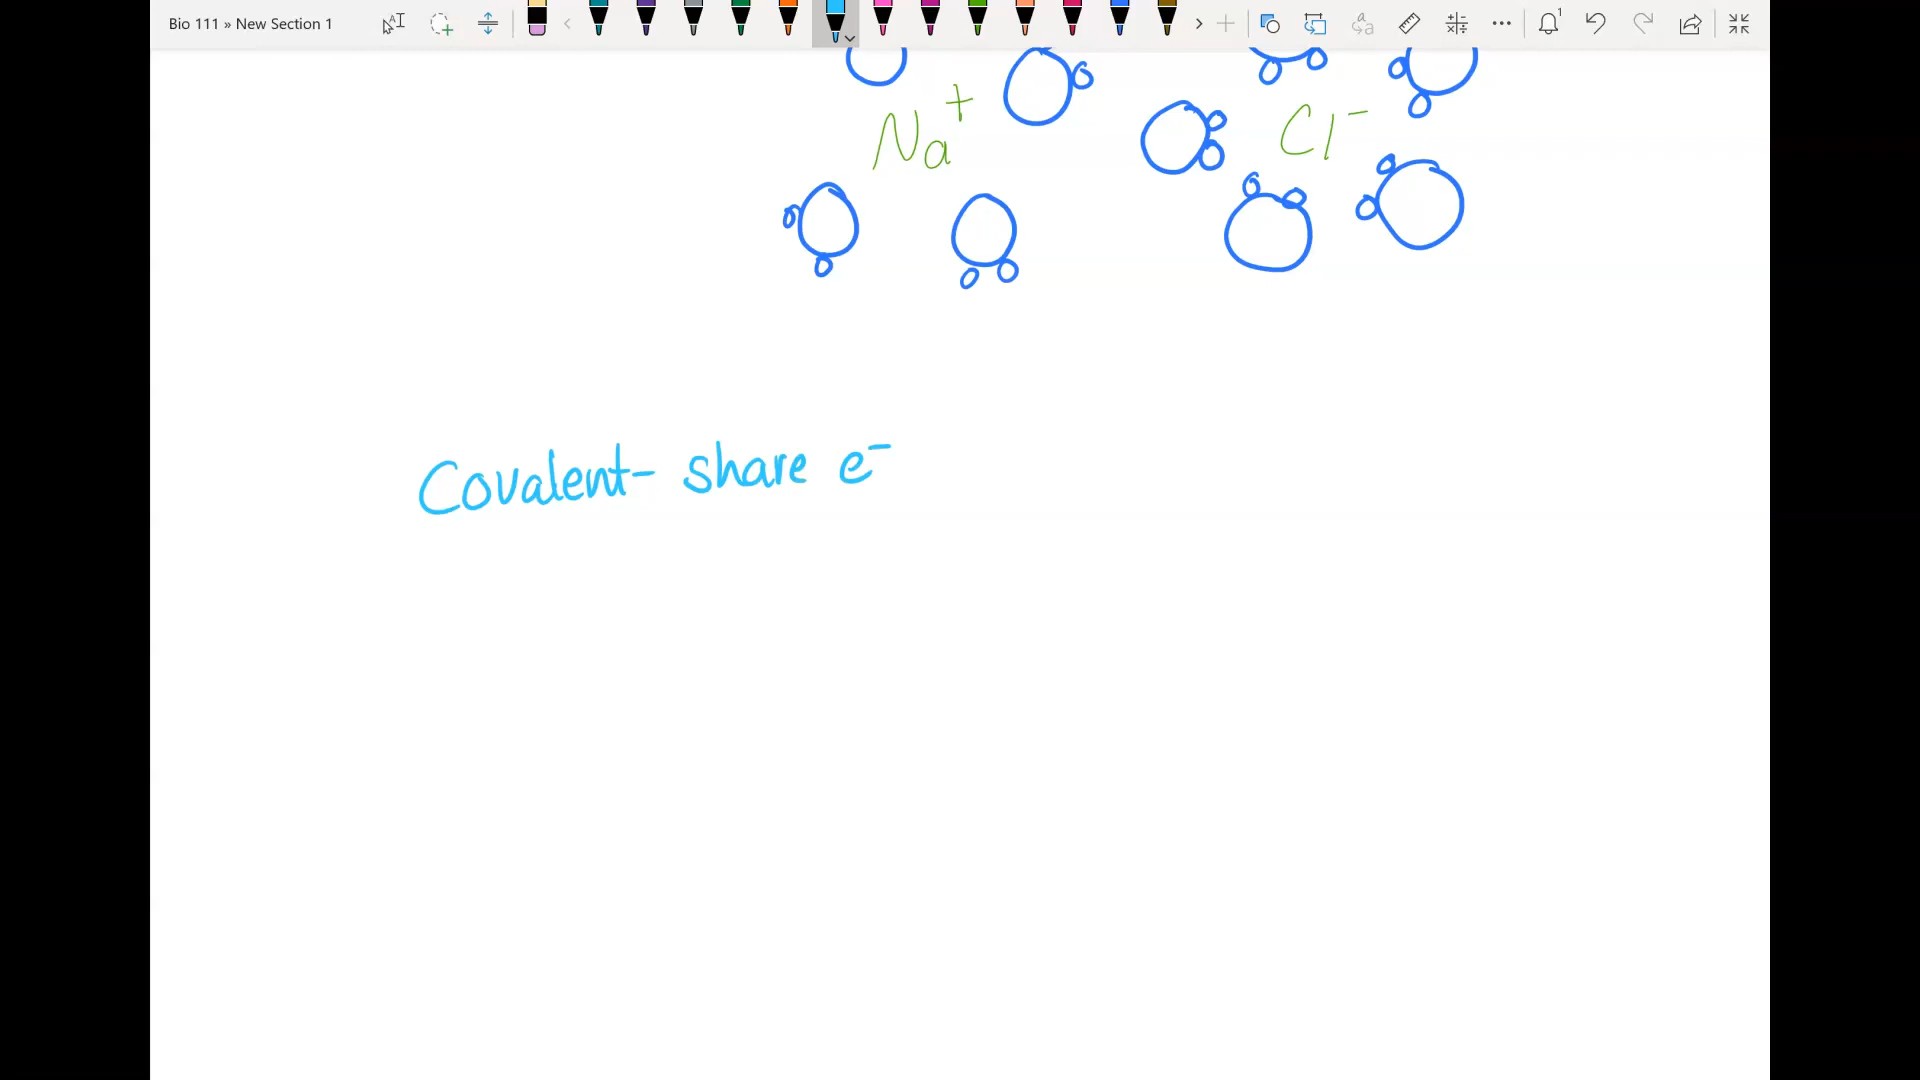 Bio 111 » New Section 1
Na⁺ Cl⁻
Covalent- share e⁻